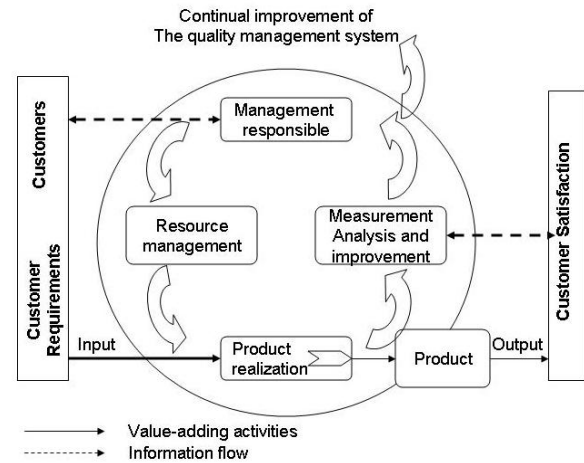 Continual improvement of
The quality management system
Customers
Customer
Requirements
Management
responsible
Resource
management
Measurement
Analysis and
improvement
Customer Satisfaction
Input
Product
realization
Product
Output
Value-adding activities
Information flow